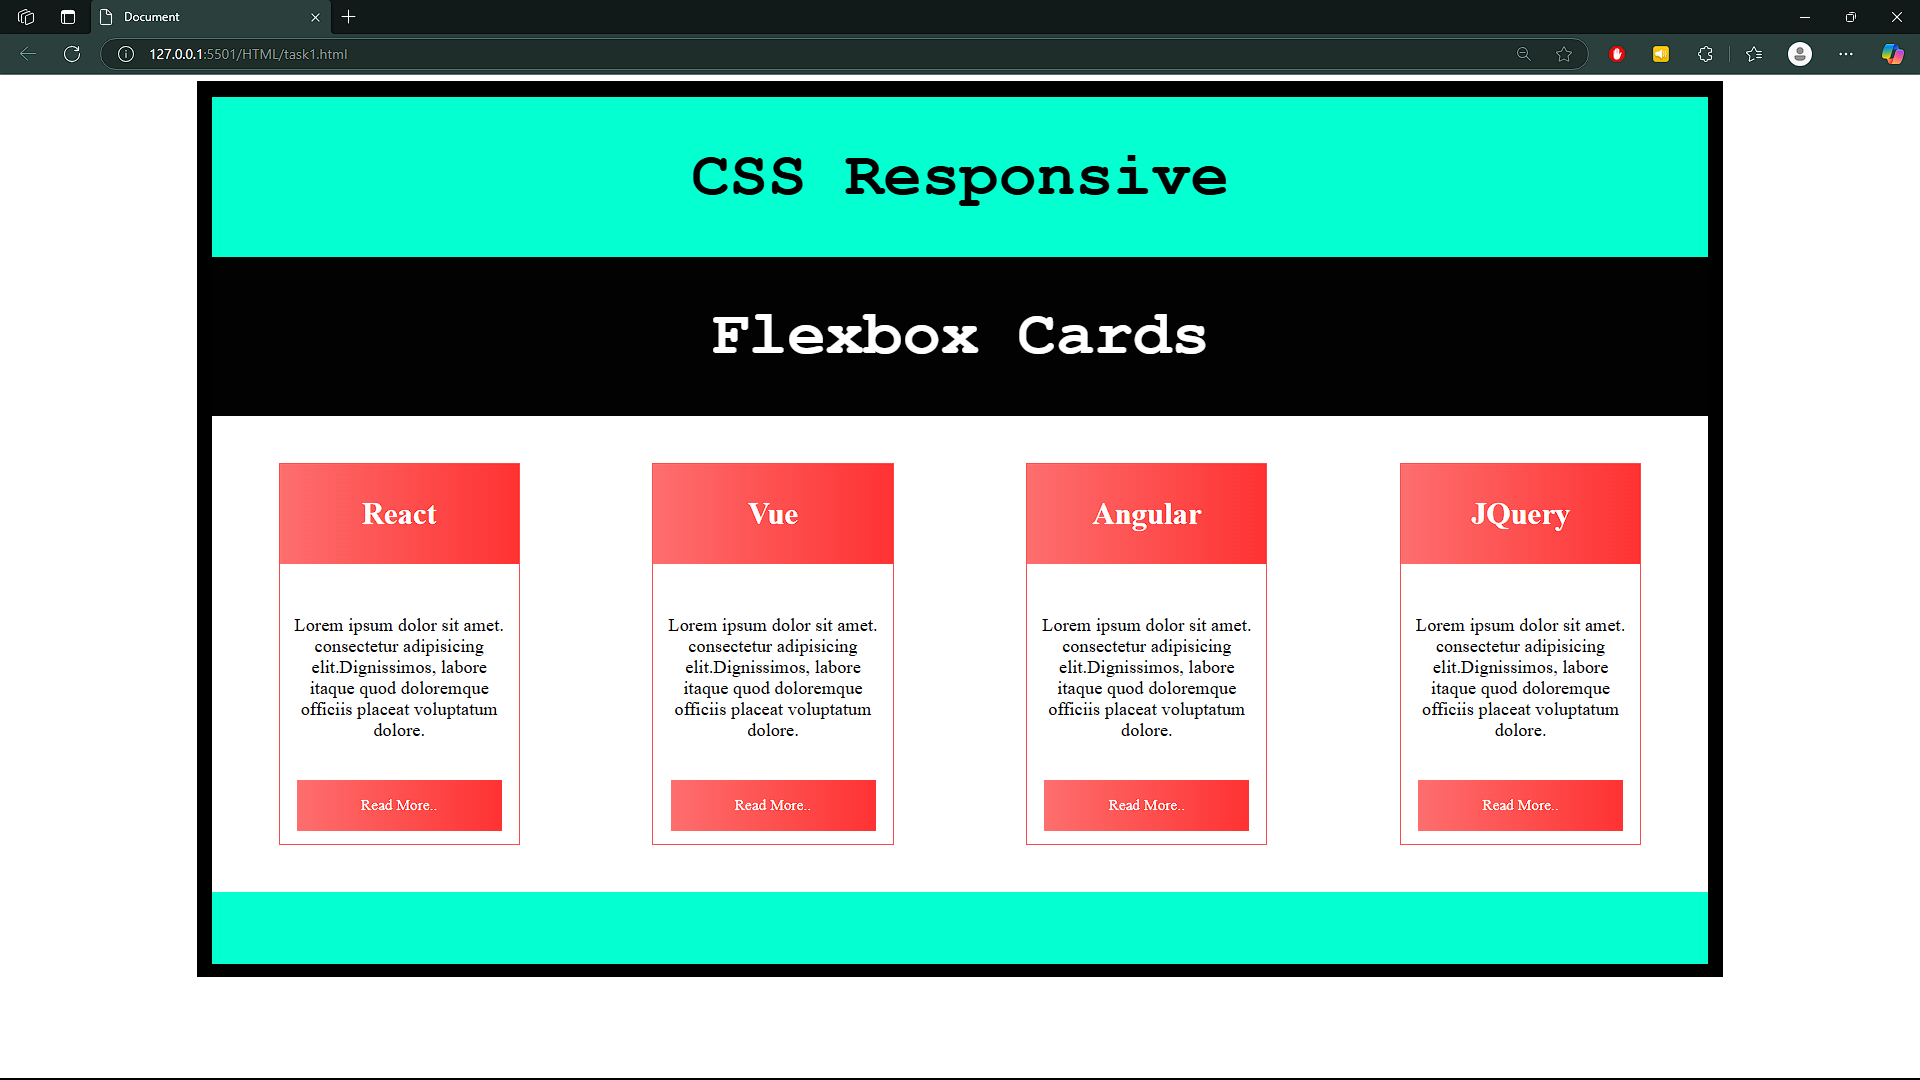 Document
127.0.0.1:5501/HTML/task1.html
CSS Responsive
Flexbox Cards
React
Lorem ipsum dolor sit amet.
consectetur adipisicing
elit.Dignissimos, labore
itaque quod doloremque
officiis placeat voluptatum
dolore.
Read More..
Vue
Lorem ipsum dolor sit amet.
consectetur adipisicing
elit.Dignissimos, labore
itaque quod doloremque
officiis placeat voluptatum
dolore.
Read More..
Angular
Lorem ipsum dolor sit amet.
consectetur adipisicing
elit.Dignissimos, labore
itaque quod doloremque
officiis placeat voluptatum
dolore.
Read More..
JQuery
Lorem ipsum dolor sit amet.
consectetur adipisicing
elit.Dignissimos, labore
itaque quod doloremque
officiis placeat voluptatum
dolore.
Read More..